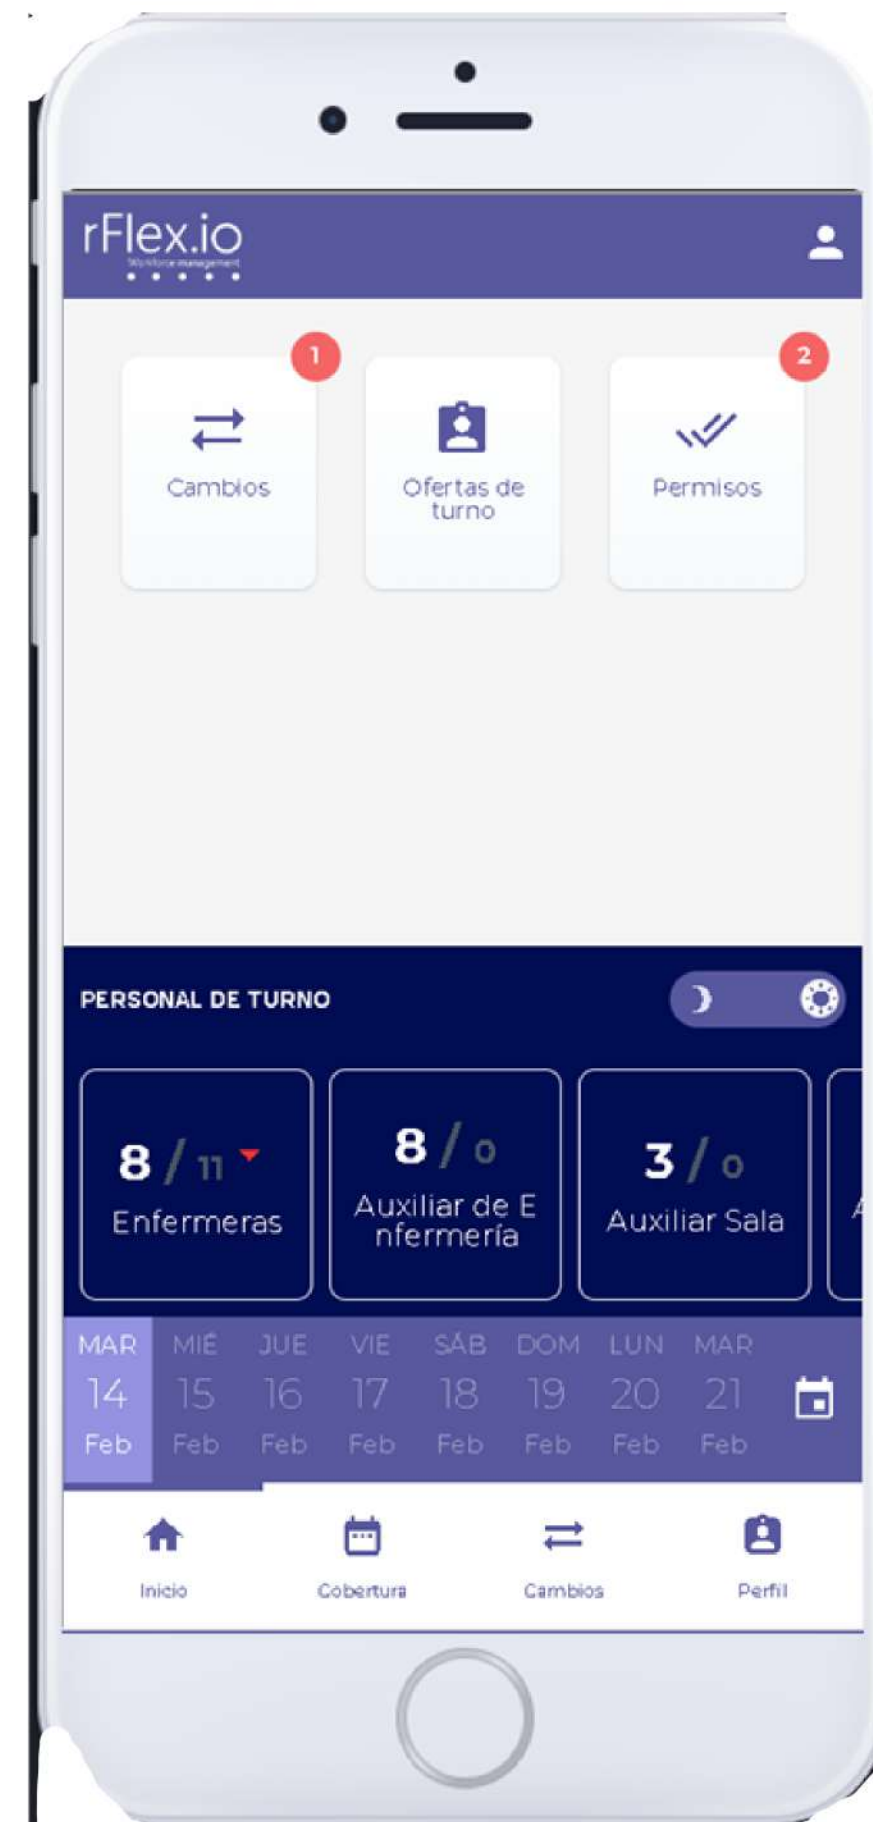 rFlex.io
Workforce management
1
2
Cambios
Ofertas de
turno
Permisos
PERSONAL DE TURNO
8 / 11
Enfermeras
8 / 0
Auxiliar de E
nfermería
3 / 0
Auxiliar Sala
A
MAR MIÉ JUE VIE SÁB DOM LUN MAR
14 15 16 17 18 19 20 21
Feb Feb Feb Feb Feb Feb Feb Feb
Inicio Cobertura Cambios Perfil